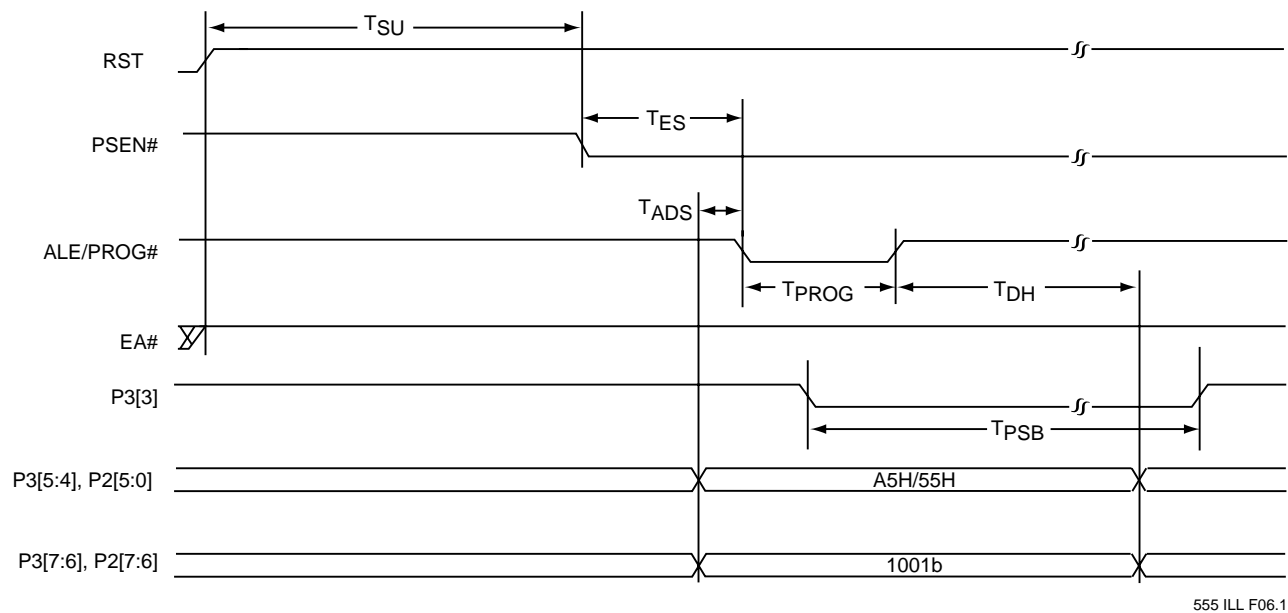 TSU
RST
TES
PSEN#
TADS
ALE/PROG#
TPROG
TDH
EA#
P3[3]
TPSB
P3[5:4], P2[5:0]
A5H/55H
P3[7:6], P2[7:6]
1001b
555 ILL F06.1